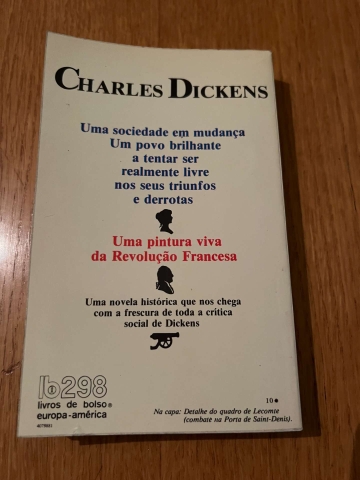 CHARLES DICKENS
Uma sociedade em mudança
Um povo brilhante
a tentar ser
realmente livre
nos seus triunfos
e derrotas
Uma pintura viva
da Revolução Francesa
Uma novela histórica que nos chega
com a frescura de toda a crítica
social de Dickens
lb298
livros de bolso®
europa-américa
10●
Na capa: Detalhe do quadro de Lecomte
(combate na Porta de Saint-Denis).